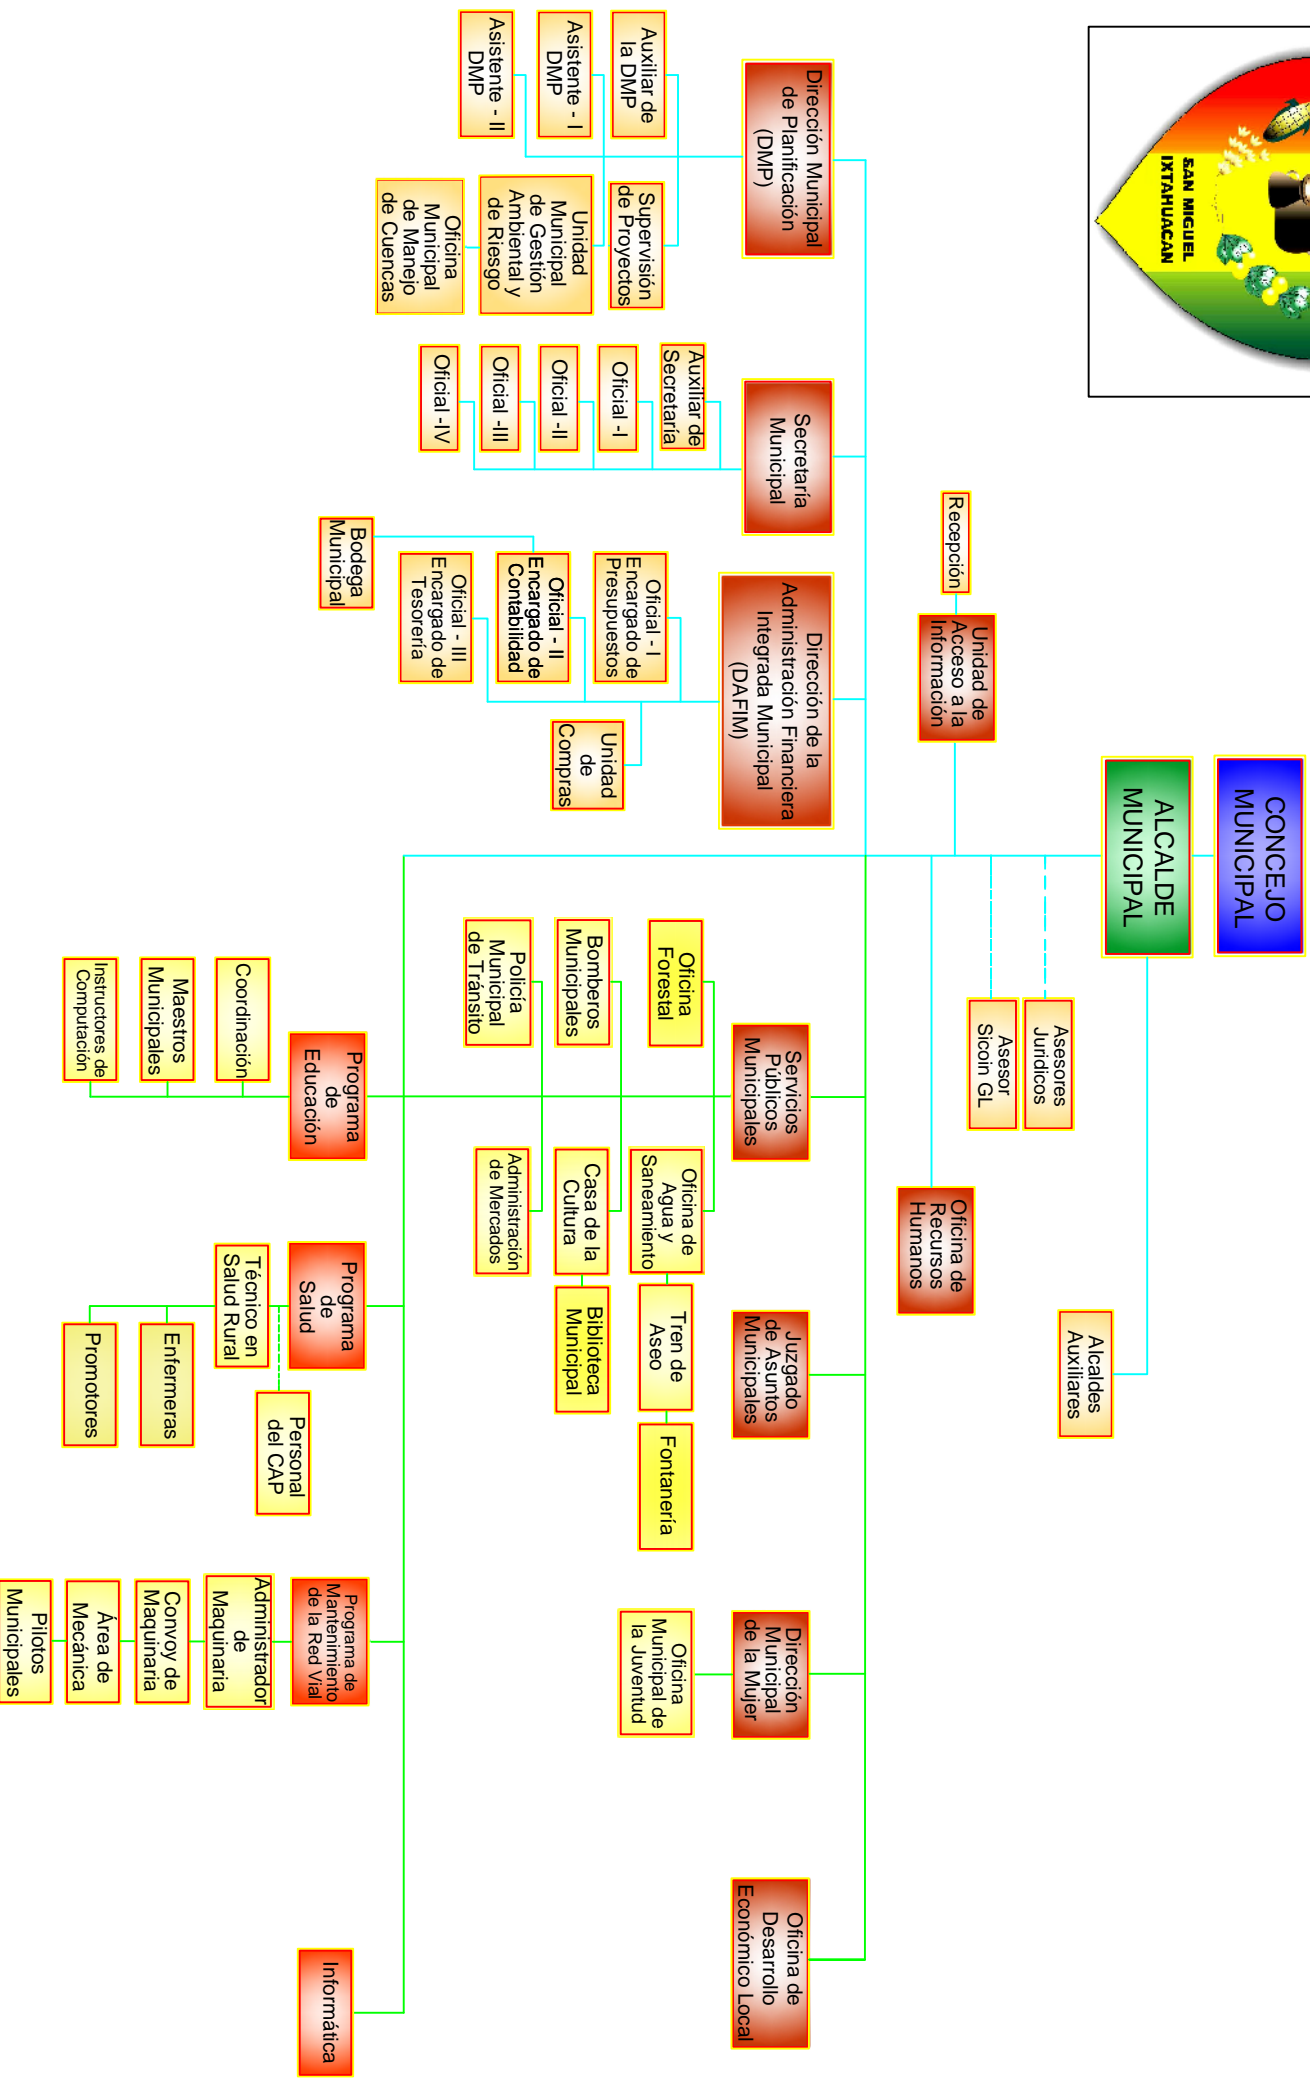 SAN MIGUEL
IXTAHUACAN
CONCEJO
MUNICIPAL
ALCALDE
MUNICIPAL
Alcaldes
Auxiliares
Asesores
Juridicos
Asesor
Sicoin GL
Recepción
Unidad de
Acceso a la
Información
Oficina de
Recursos
Humanos
Dirección Municipal
de Planificación
(DMP)
Secretaría
Municipal
Dirección de la
Administración Financiera
Integrada Municipal
(DAFIM)
Servicios
Públicos
Municipales
Juzgado
de Asuntos
Municipales
Dirección
Municipal
de la Mujer
Oficina de
Desarrollo
Económico Local
Auxiliar de
la DMP
Supervisión
de Proyectos
Asistente - I
DMP
Unidad
Municipal
de Gestión
Ambiental y
de Riesgo
Asistente - II
DMP
Oficina
Municipal
de Manejo
de Cuencas
Auxiliar de
Secretaría
Oficial -I
Oficial -II
Oficial -III
Oficial -IV
Oficial - I
Encargado de
Presupuestos
Unidad
de
Compras
Oficial - II
Encargado de
Contabilidad
Oficial - III
Encargado de
Tesorería
Bodega
Municipal
Oficina
Forestal
Oficina de
Agua y
Saneamiento
Tren de
Aseo
Fontanería
Bomberos
Municipales
Casa de la
Cultura
Biblioteca
Municipal
Policía
Municipal
de Tránsito
Administración
de Mercados
Oficina
Municipal de
la Juventud
Programa
de
Educación
Coordinación
Maestros
Municipales
Instructores de
Computación
Programa
de
Salud
Personal
del CAP
Técnico en
Salud Rural
Enfermeras
Promotores
Programa de
Mantenimiento
de la Red Vial
Administrador
de
Maquinaria
Convoy de
Maquinaria
Área de
Mecánica
Pilotos
Municipales
Informática